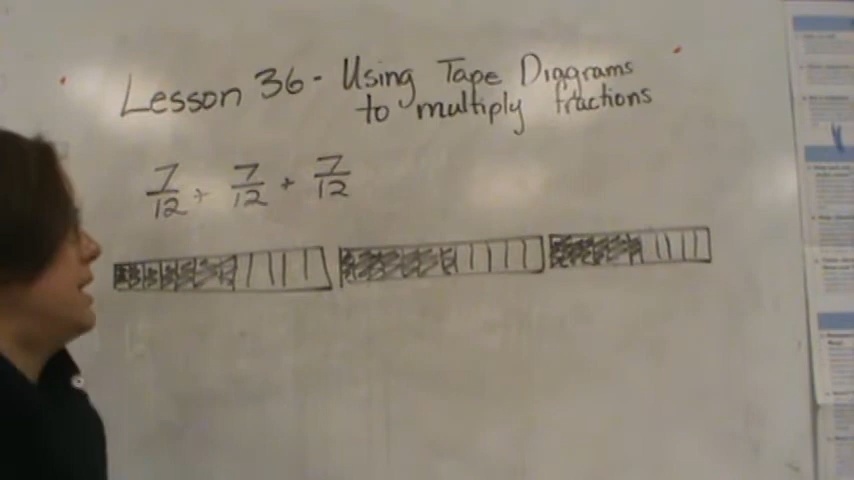 Lesson 36 - Using Tape Diagrams
to multiply fractions
7/12 + 7/12 + 7/12